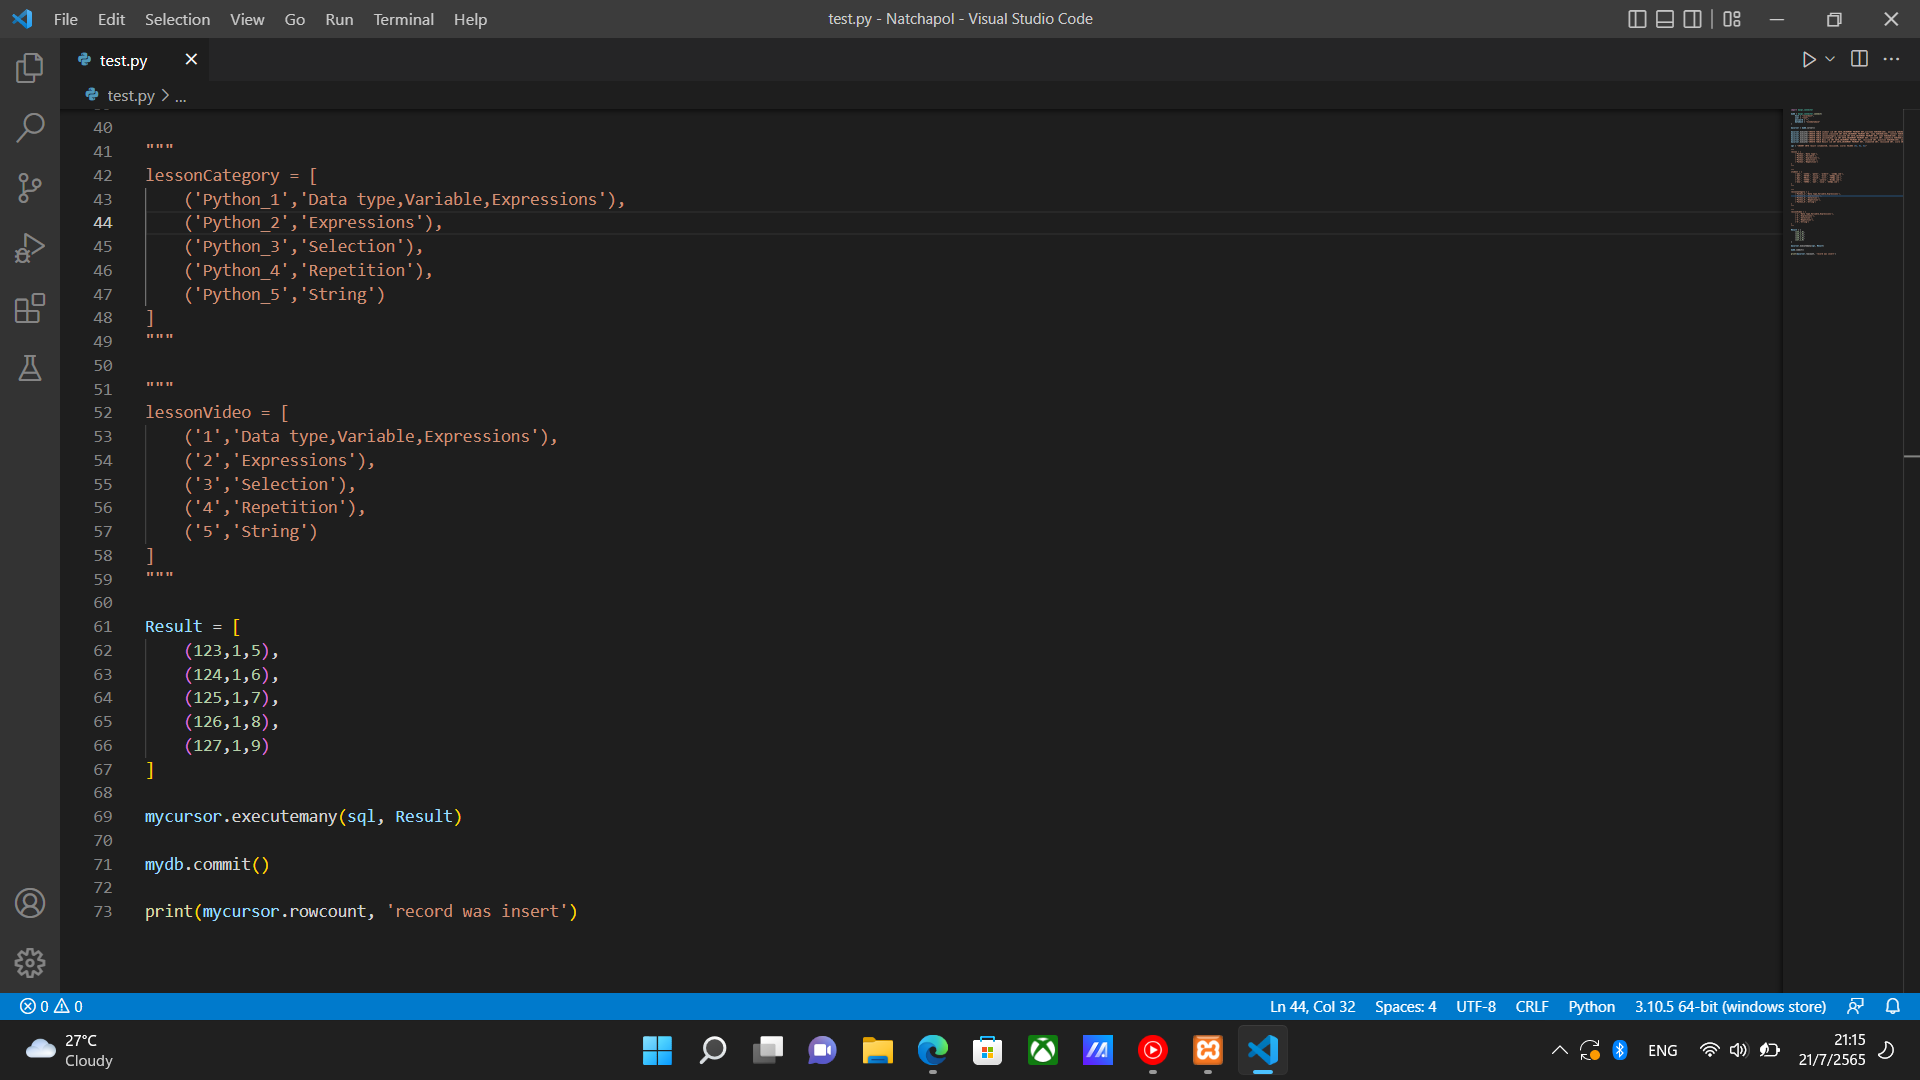 File Edit Selection View Go Run Terminal Help
test.py - Natchapol - Visual Studio Code
test.py
test.py > ...
40
41 """
42 lessonCategory = [
43     ('Python_1','Data type,Variable,Expressions'),
44     ('Python_2','Expressions'),
45     ('Python_3','Selection'),
46     ('Python_4','Repetition'),
47     ('Python_5','String')
48 ]
49 """
50
51 """
52 lessonVideo = [
53     ('1','Data type,Variable,Expressions'),
54     ('2','Expressions'),
55     ('3','Selection'),
56     ('4','Repetition'),
57     ('5','String')
58 ]
59 """
60
61 Result = [
62     (123,1,5),
63     (124,1,6),
64     (125,1,7),
65     (126,1,8),
66     (127,1,9)
67 ]
68
69 mycursor.executemany(sql, Result)
70
71 mydb.commit()
72
73 print(mycursor.rowcount, 'record was insert')
0 0
Ln 44, Col 32 Spaces: 4 UTF-8 CRLF Python 3.10.5 64-bit (windows store)
27°C
Cloudy
ENG
21:15
21/7/2565